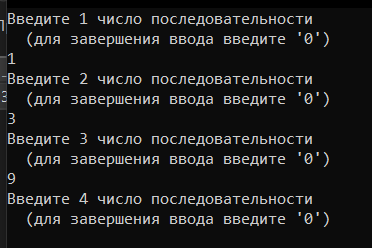 Введите 1 число последовательности
(для завершения ввода введите '0')
1
Введите 2 число последовательности
(для завершения ввода введите '0')
3
Введите 3 число последовательности
(для завершения ввода введите '0')
9
Введите 4 число последовательности
(для завершения ввода введите '0')